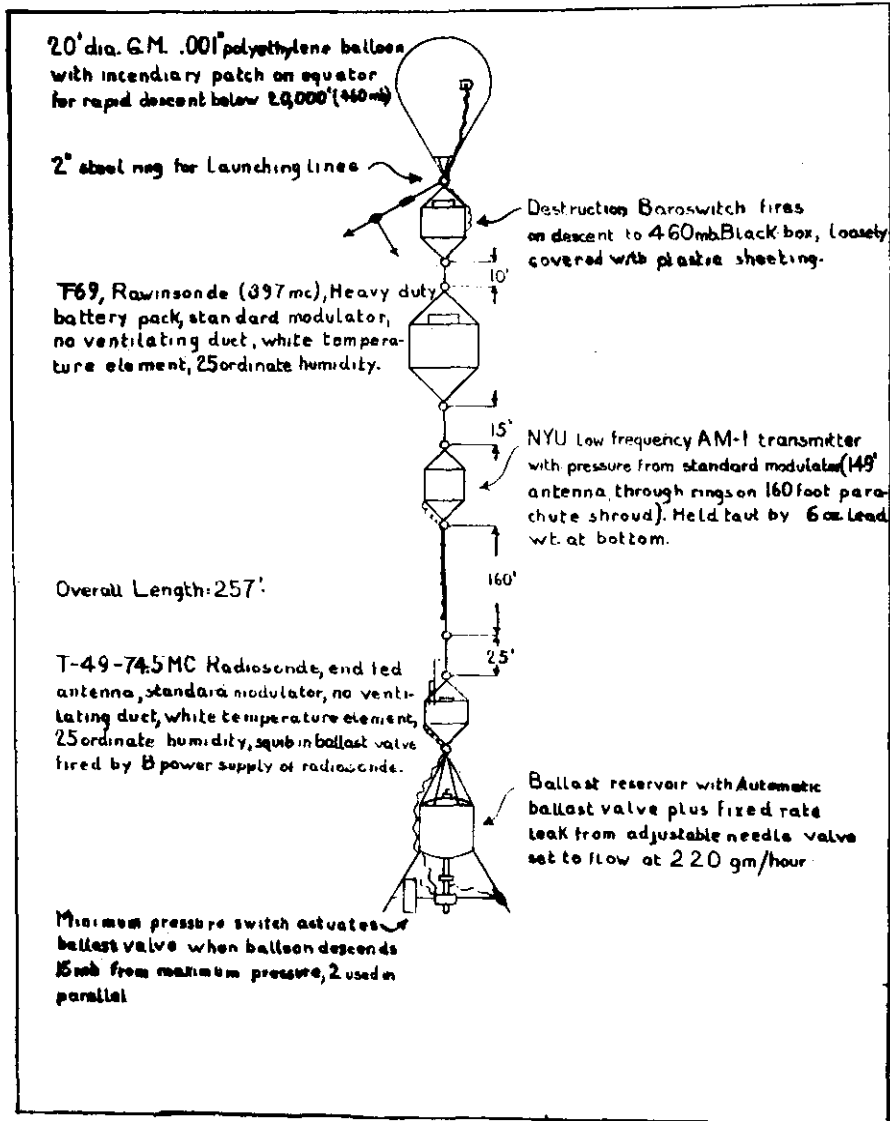 20' dia. G.M. .001" polyethylene balloon
with incendiary patch on equator
for rapid descent below 20,000' (460 mb)
2" steel ring for Launching lines
Destruction Baroswitch fires
on descent to 460mb. Black box, loosely
covered with plastic sheeting.
10'
T69, Rawinsonde (397 mc), Heavy duty
battery pack, standard modulator,
no ventilating duct, white tempera-
ture element, 25 ordinate humidity.
15'
NYU Low frequency AM-1 transmitter
with pressure from standard modulator (149'
antenna, through rings on 160 foot para-
chute shroud). Held taut by 6 oz Lead
wt. at bottom.
160'
Overall Length: 257'.
25'
T-49-74.5 MC Radiosonde, end fed
antenna, standard modulator, no venti-
lating duct, white temperature element,
25 ordinate humidity, squib in ballast valve
fired by B power supply of radiosonde.
Ballast reservoir with Automatic
ballast valve plus fixed rate
leak from adjustable needle valve
set to flow at 220 gm/hour
Minimum pressure switch actuates
ballast valve when balloon descends
15 mb from maximum pressure, 2 used in
parallel